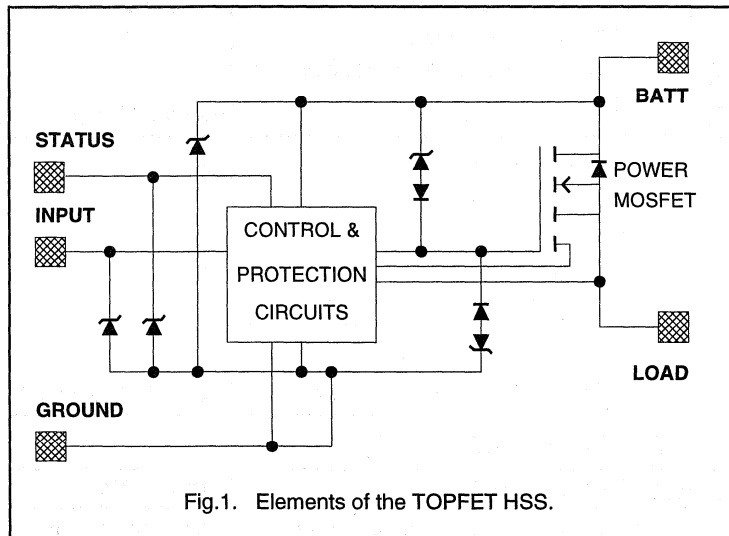 BATT
STATUS
POWER
MOSFET
INPUT
CONTROL &
PROTECTION
CIRCUITS
LOAD
GROUND
Fig.1. Elements of the TOPFET HSS.